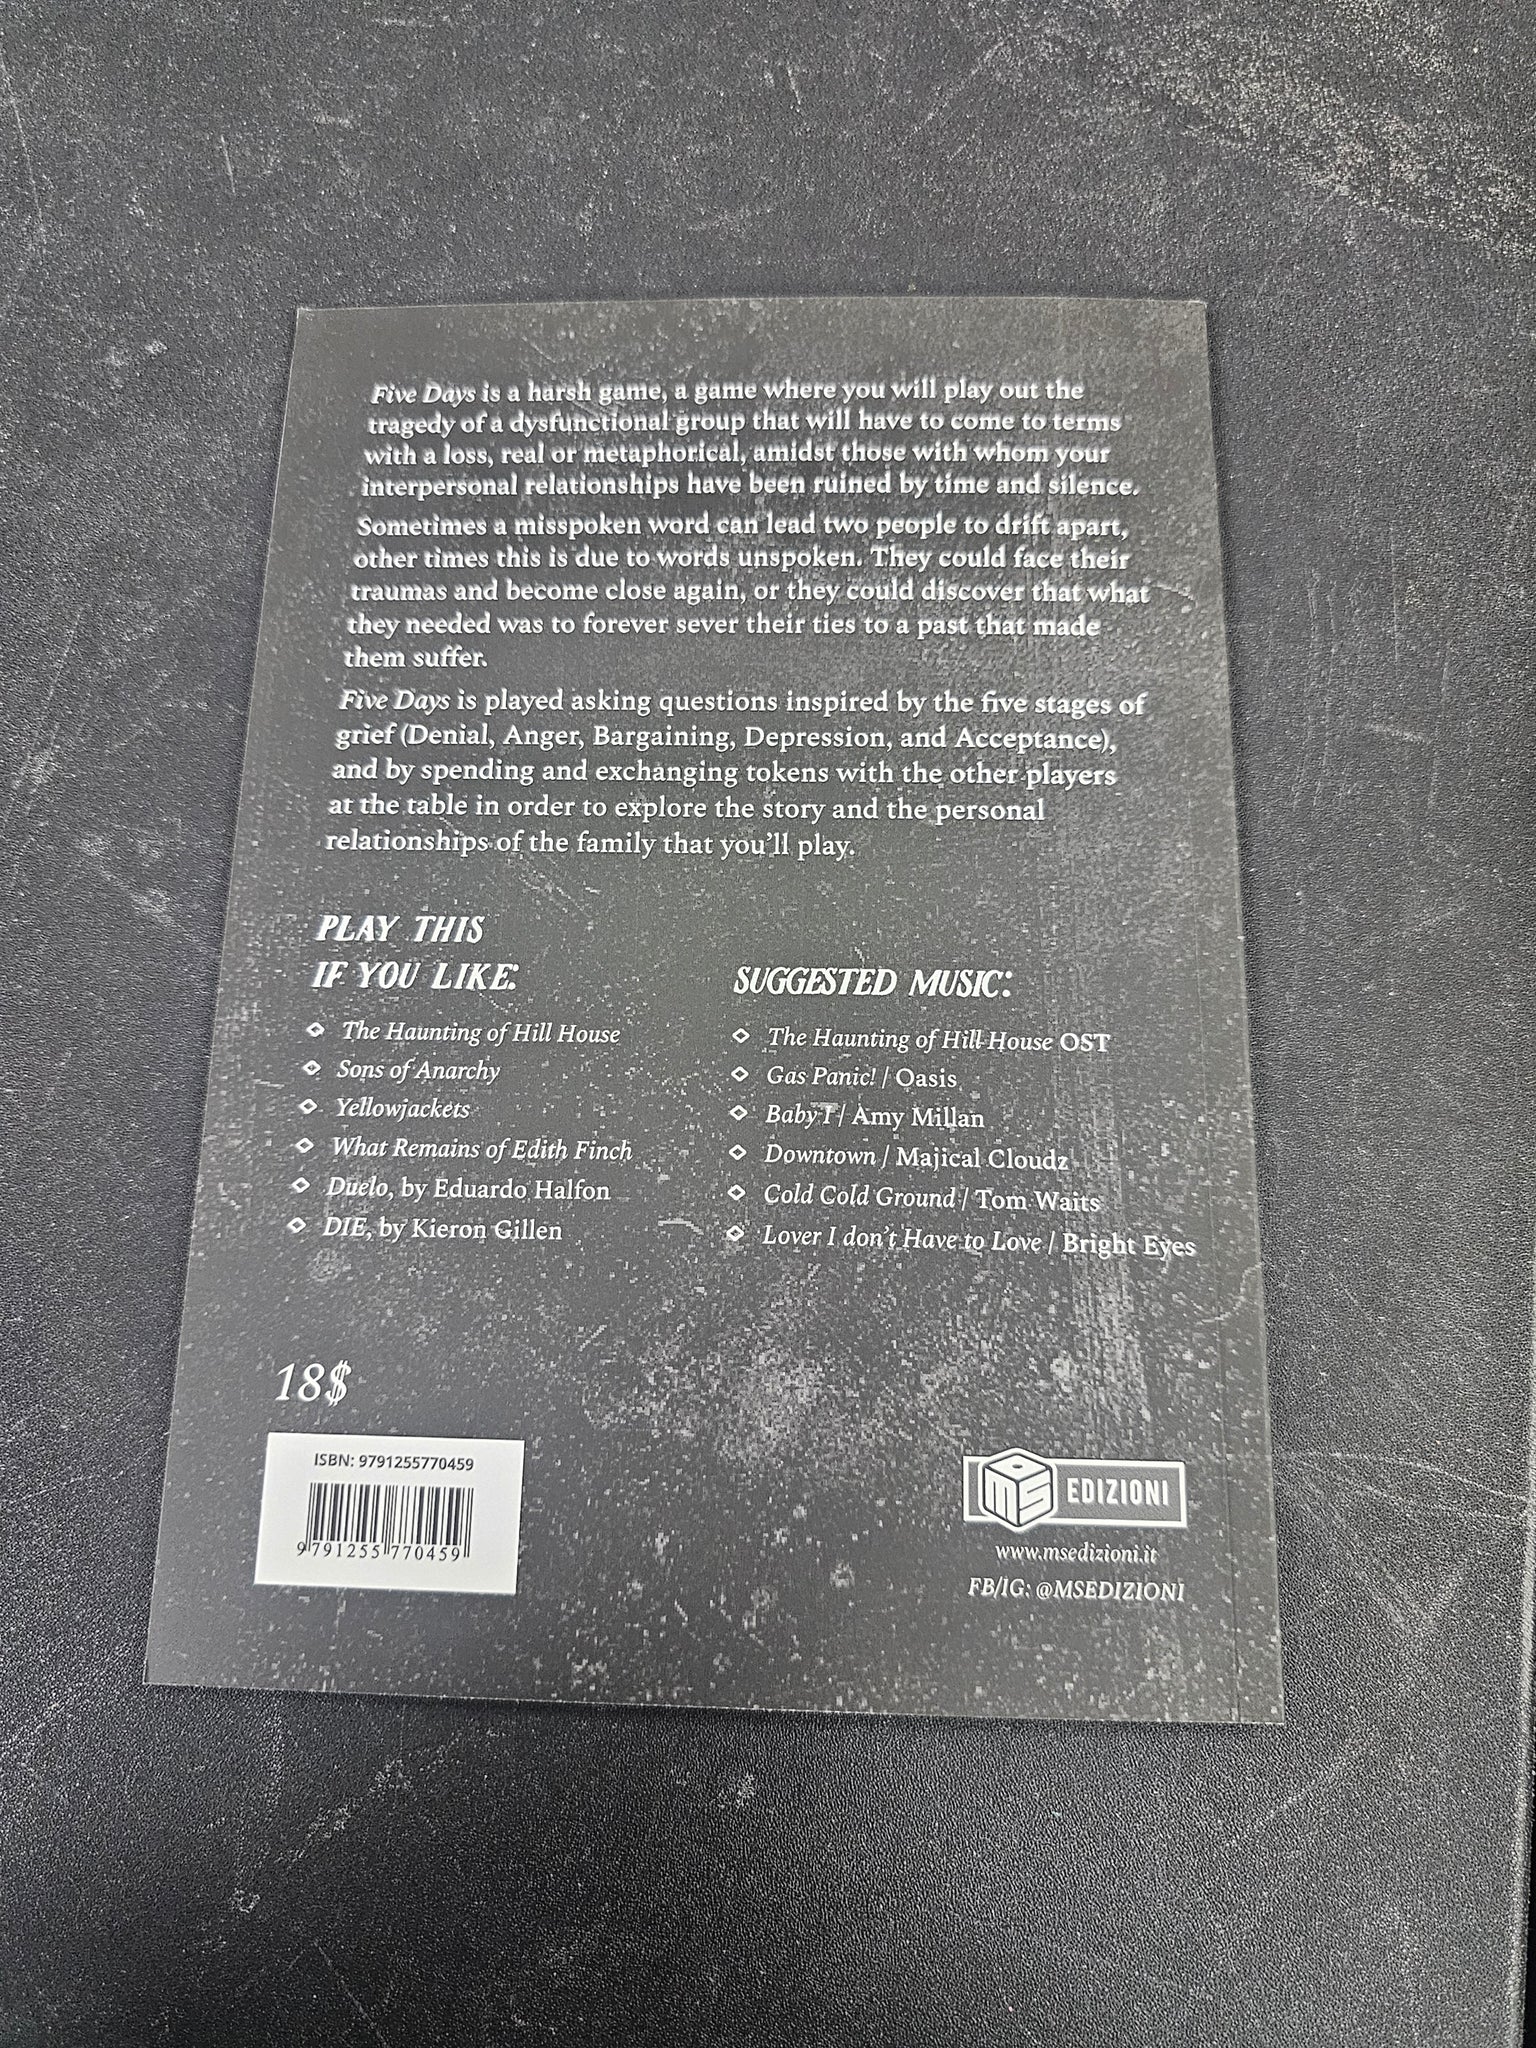 Five Days is a harsh game, a game where you will play out the
tragedy of a dysfunctional group that will have to come to terms
with a loss, real or metaphorical, amidst those with whom your
interpersonal relationships have been ruined by time and silence.
Sometimes a misspoken word can lead two people to drift apart,
other times this is due to words unspoken. They could face their
traumas and become close again, or they could discover that what
they needed was to forever sever their ties to a past that made
them suffer.
Five Days is played asking questions inspired by the five stages of
grief (Denial, Anger, Bargaining, Depression, and Acceptance),
and by spending and exchanging tokens with the other players
at the table in order to explore the story and the personal
relationships of the family that you'll play.
PLAY THIS
IF YOU LIKE:
The Haunting of Hill House
Sons of Anarchy
Yellowjackets
What Remains of Edith Finch
Duelo, by Eduardo Halfon
DIE, by Kieron Gillen
SUGGESTED MUSIC:
The Haunting of Hill House OST
Gas Panic! / Oasis
Baby I / Amy Millan
Downtown / Majical Cloudz
Cold Cold Ground / Tom Waits
Lover I don't Have to Love / Bright Eyes
18$
ISBN: 9791255770459
9 791255 770459
MS EDIZIONI
www.msedizioni.it
FB/IG: @MSEDIZIONI